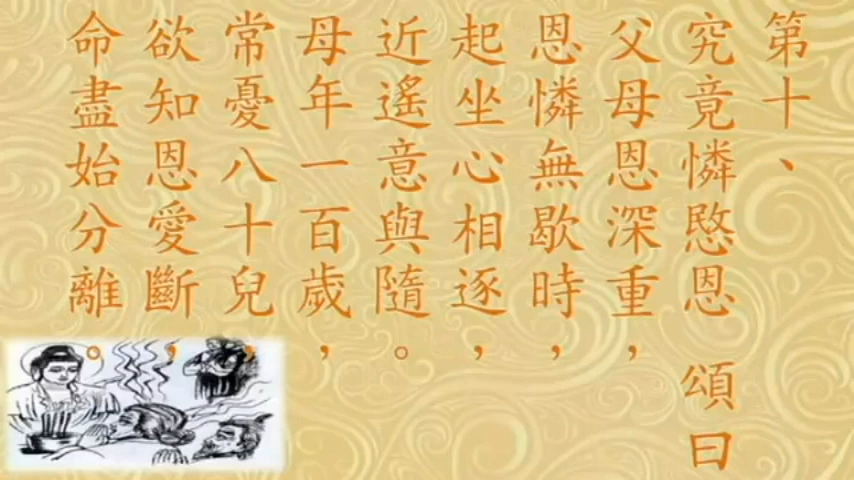 第十、
究竟憐愍恩　頌曰
父母恩深重，
恩憐無歇時，
起坐心相逐，
近遙意與隨。
母年一百歲，
常憂八十兒，
欲知恩愛斷，
命盡始分離。